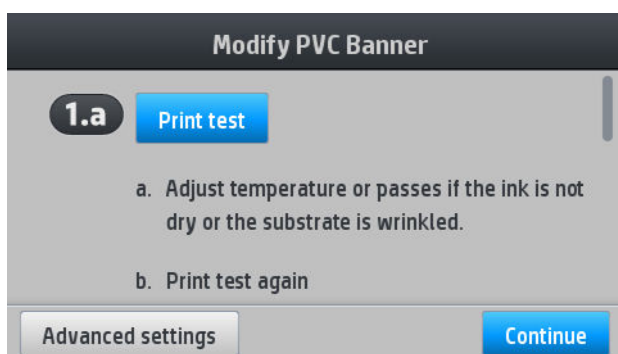 Modify PVC Banner
1.a
Print test
a. Adjust temperature or passes if the ink is not
dry or the substrate is wrinkled.
b. Print test again
Advanced settings
Continue